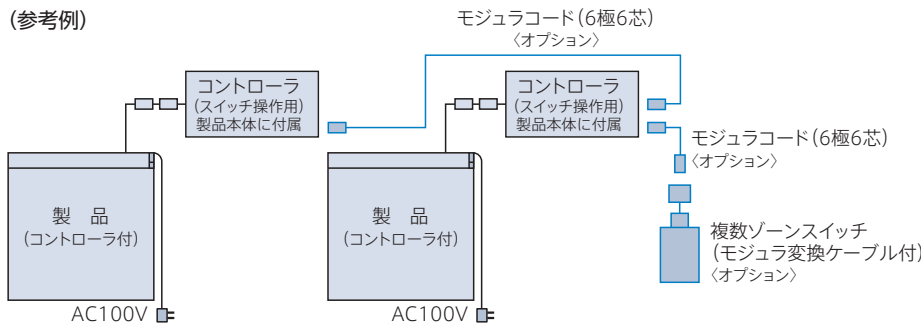 (参考例)
モジュラコード(6極6芯)
〈オプション〉
コントローラ
(スイッチ操作用)
製品本体に付属
コントローラ
(スイッチ操作用)
製品本体に付属
モジュラコード(6極6芯)
〈オプション〉
製 品
(コントローラ付)
製 品
(コントローラ付)
複数ゾーンスイッチ
(モジュラ変換ケーブル付)
〈オプション〉
AC100V
AC100V